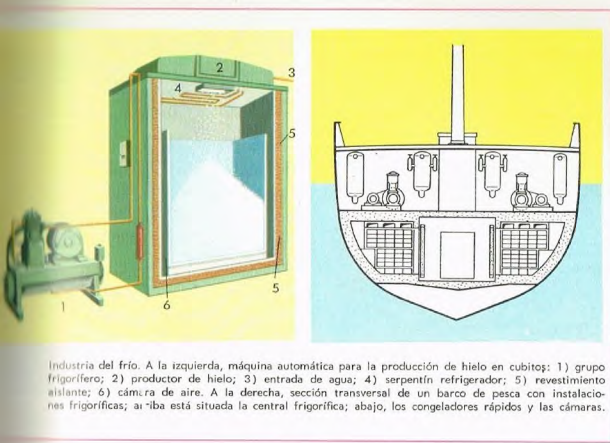 2
3
4
5
5
1
6
Industria del frío. A la izquierda, máquina automática para la producción de hielo en cubitos: 1) grupo
frigorífero; 2) productor de hielo; 3) entrada de agua; 4) serpentín refrigerador; 5) revestimiento
aislante; 6) cámara de aire. A la derecha, sección transversal de un barco de pesca con instalacio-
nes frigoríficas; arriba está situada la central frigorífica; abajo, los congeladores rápidos y las cámaras.